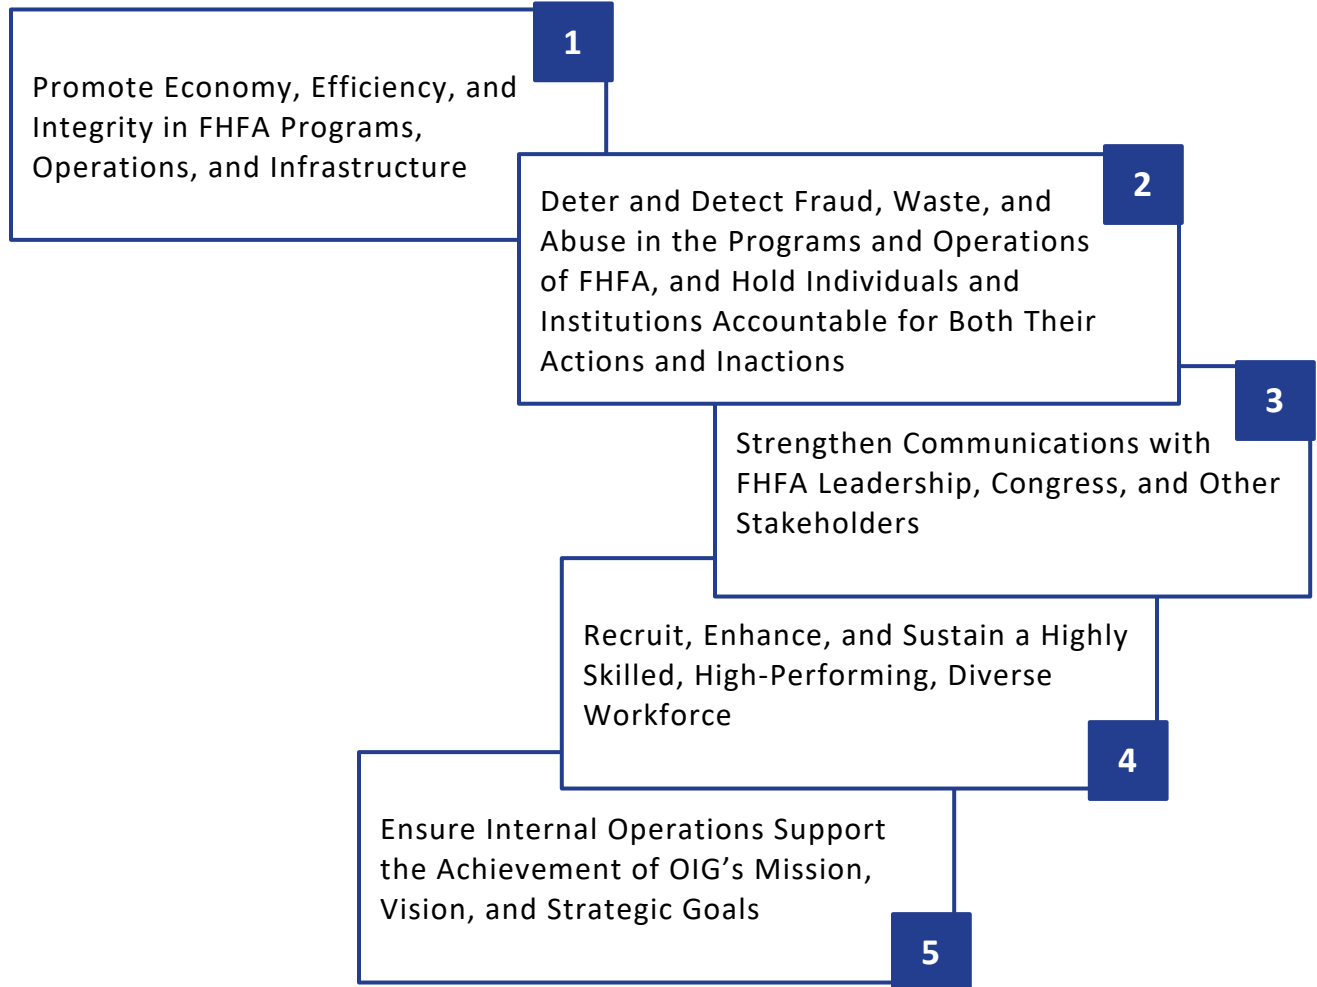 1
Promote Economy, Efficiency, and
Integrity in FHFA Programs,
Operations, and Infrastructure
2
Deter and Detect Fraud, Waste, and
Abuse in the Programs and Operations
of FHFA, and Hold Individuals and
Institutions Accountable for Both Their
Actions and Inactions
3
Strengthen Communications with
FHFA Leadership, Congress, and Other
Stakeholders
Recruit, Enhance, and Sustain a Highly
Skilled, High-Performing, Diverse
Workforce
4
Ensure Internal Operations Support
the Achievement of OIG’s Mission,
Vision, and Strategic Goals
5